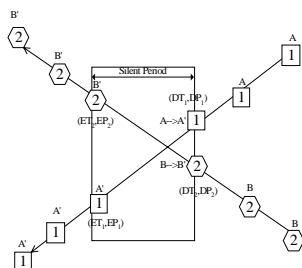 B'
2
B'
2
Silent Period
A
1
A
1
B'
2
(ET2,EP2)
(DT1,DP1)
A-->A'
1
B-->B'
2
(DT2,DP2)
A'
1
(ET1,EP1)
B
2
B
2
A'
1
A'
1